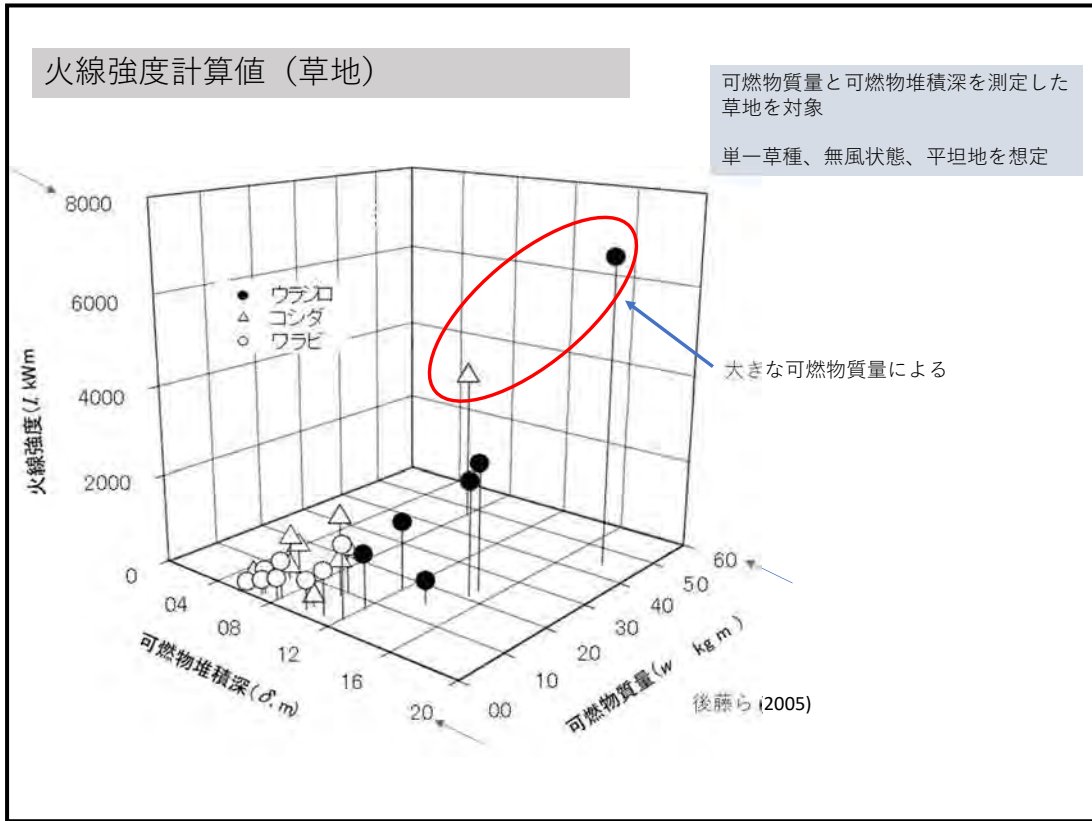 火線強度計算値（草地）
可燃物質量と可燃物堆積深を測定した
草地を対象
単一草種、無風状態、平坦地を想定
8000
6000
4000
2000
0
火線強度(I, kWm
ウラジロ
コシダ
ワラビ
大きな可燃物質量による
04
08
12
16
20
可燃物堆積深(δ, m)
00
10
20
30
40
50
60
可燃物質量(w kg m )
後藤ら (2005)